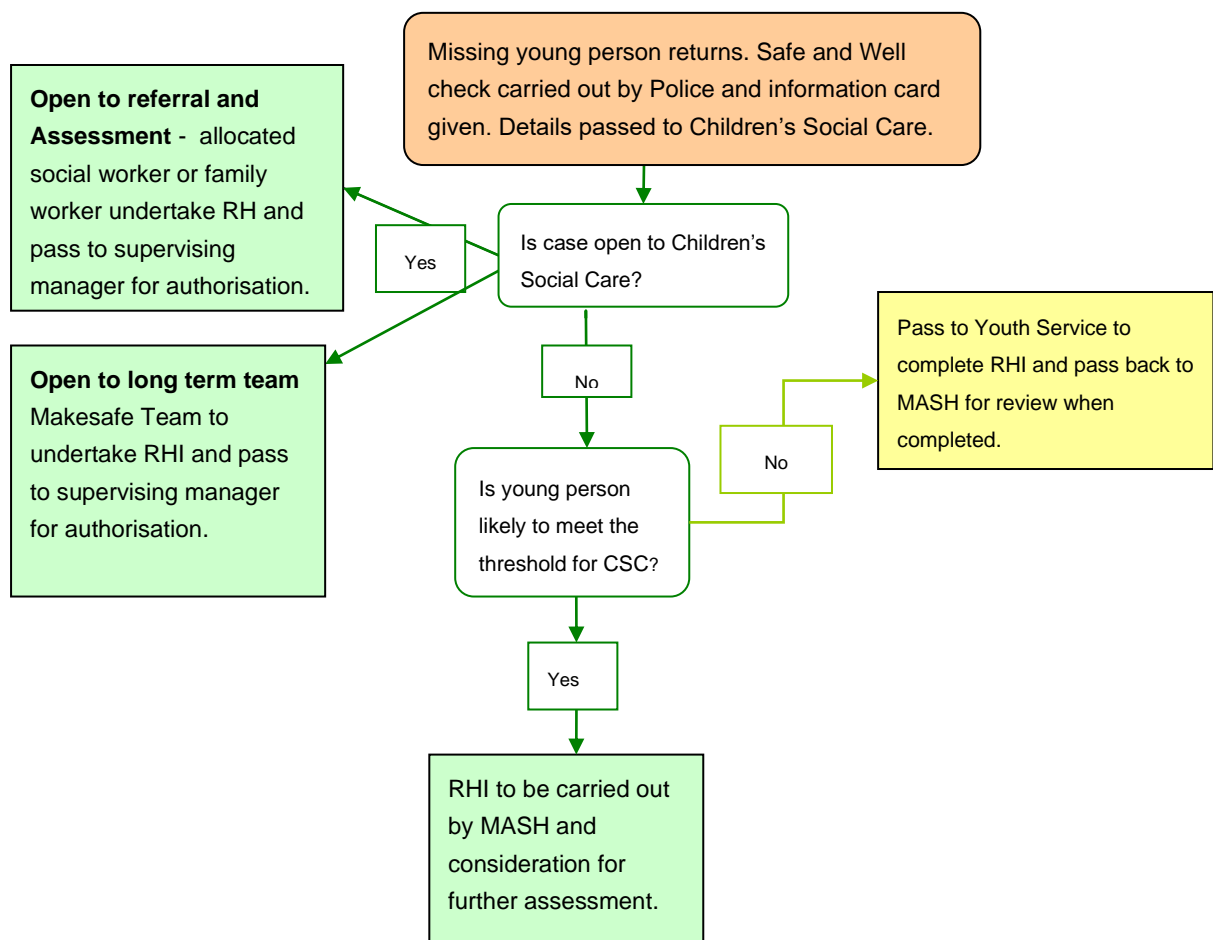 Missing young person returns. Safe and Well
check carried out by Police and information card
given. Details passed to Children’s Social Care.
Open to referral and
Assessment - allocated
social worker or family
worker undertake RH and
pass to supervising
manager for authorisation.
Yes
Is case open to Children’s
Social Care?
Open to long term team
Makesafe Team to
undertake RHI and pass
to supervising manager
for authorisation.
No
Pass to Youth Service to
complete RHI and pass back to
MASH for review when
completed.
No
Is young person
likely to meet the
threshold for CSC?
Yes
RHI to be carried out
by MASH and
consideration for
further assessment.